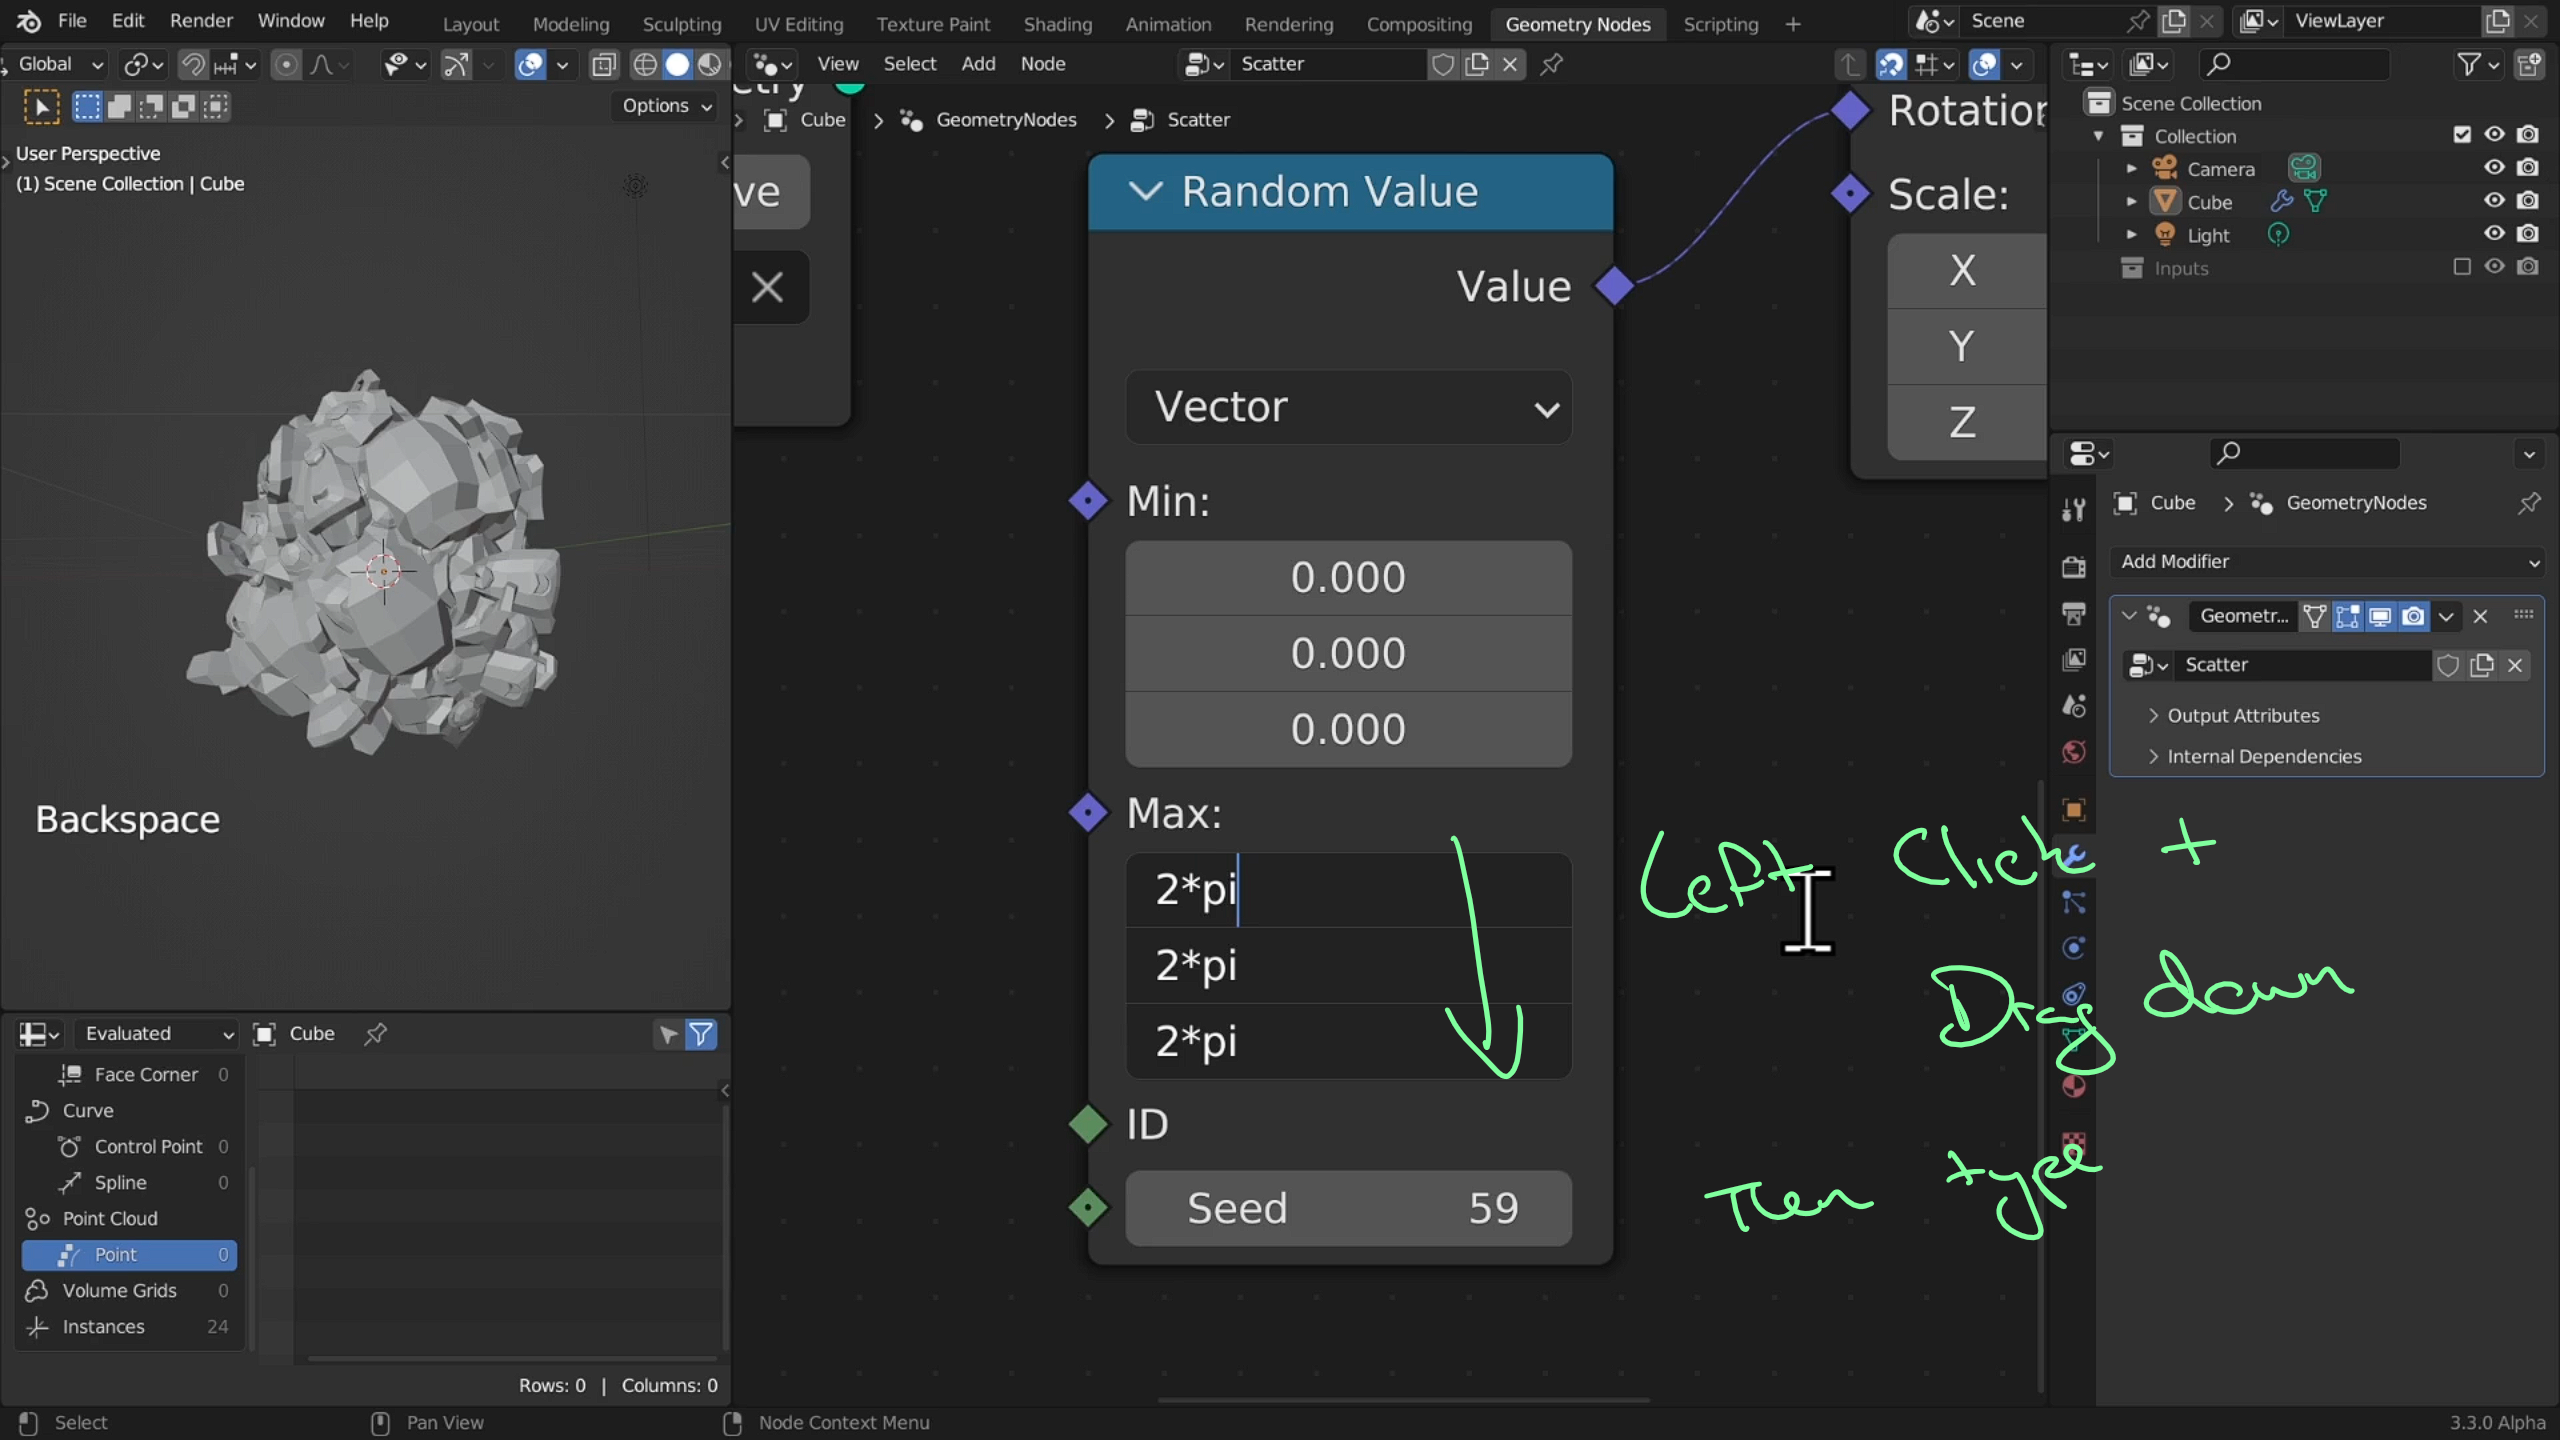 File Edit Render Window Help Layout Modeling Sculpting UV Editing Texture Paint Shading Animation Rendering Compositing Geometry Nodes Scripting + Scene ViewLayer
Global View Select Add Node Scatter
Options
Cube > GeometryNodes > Scatter
User Perspective
(1) Scene Collection | Cube
ve
Backspace
Random Value
Value
Vector
Min:
0.000
0.000
0.000
Max:
2*pi
2*pi
2*pi
ID
Seed 59
Rotation
Scale:
X
Y
Z
Left Click +
Drag down
Then type
Scene Collection
Collection
Camera
Cube
Light
Inputs
Cube > GeometryNodes
Add Modifier
Geometr...
Scatter
Output Attributes
Internal Dependencies
Evaluated Cube
Face Corner 0
Curve
Control Point 0
Spline 0
Point Cloud
Point 0
Volume Grids 0
Instances 24
Rows: 0 | Columns: 0
Select Pan View Node Context Menu 3.3.0 Alpha